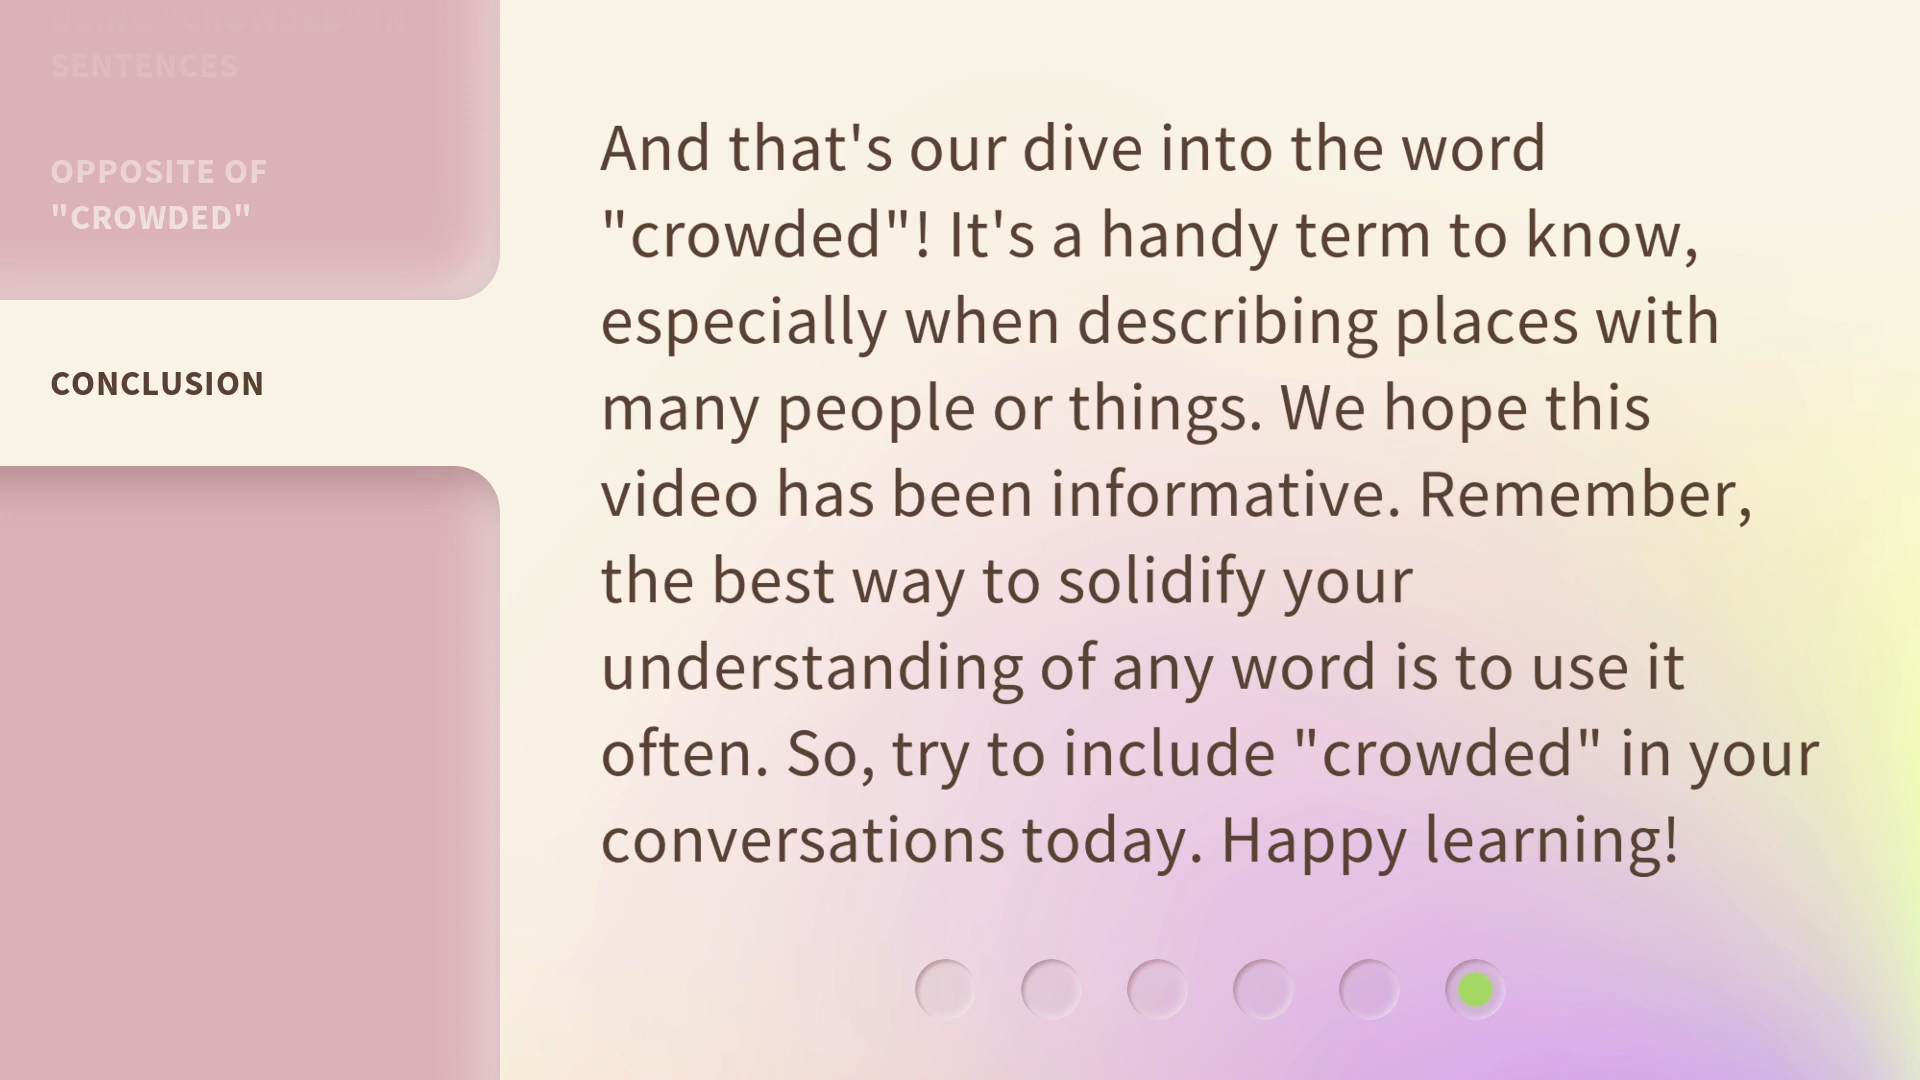 USING "CROWDED" IN
SENTENCES
OPPOSITE OF
"CROWDED"
CONCLUSION
And that's our dive into the word
"crowded"! It's a handy term to know,
especially when describing places with
many people or things. We hope this
video has been informative. Remember,
the best way to solidify your
understanding of any word is to use it
often. So, try to include "crowded" in your
conversations today. Happy learning!